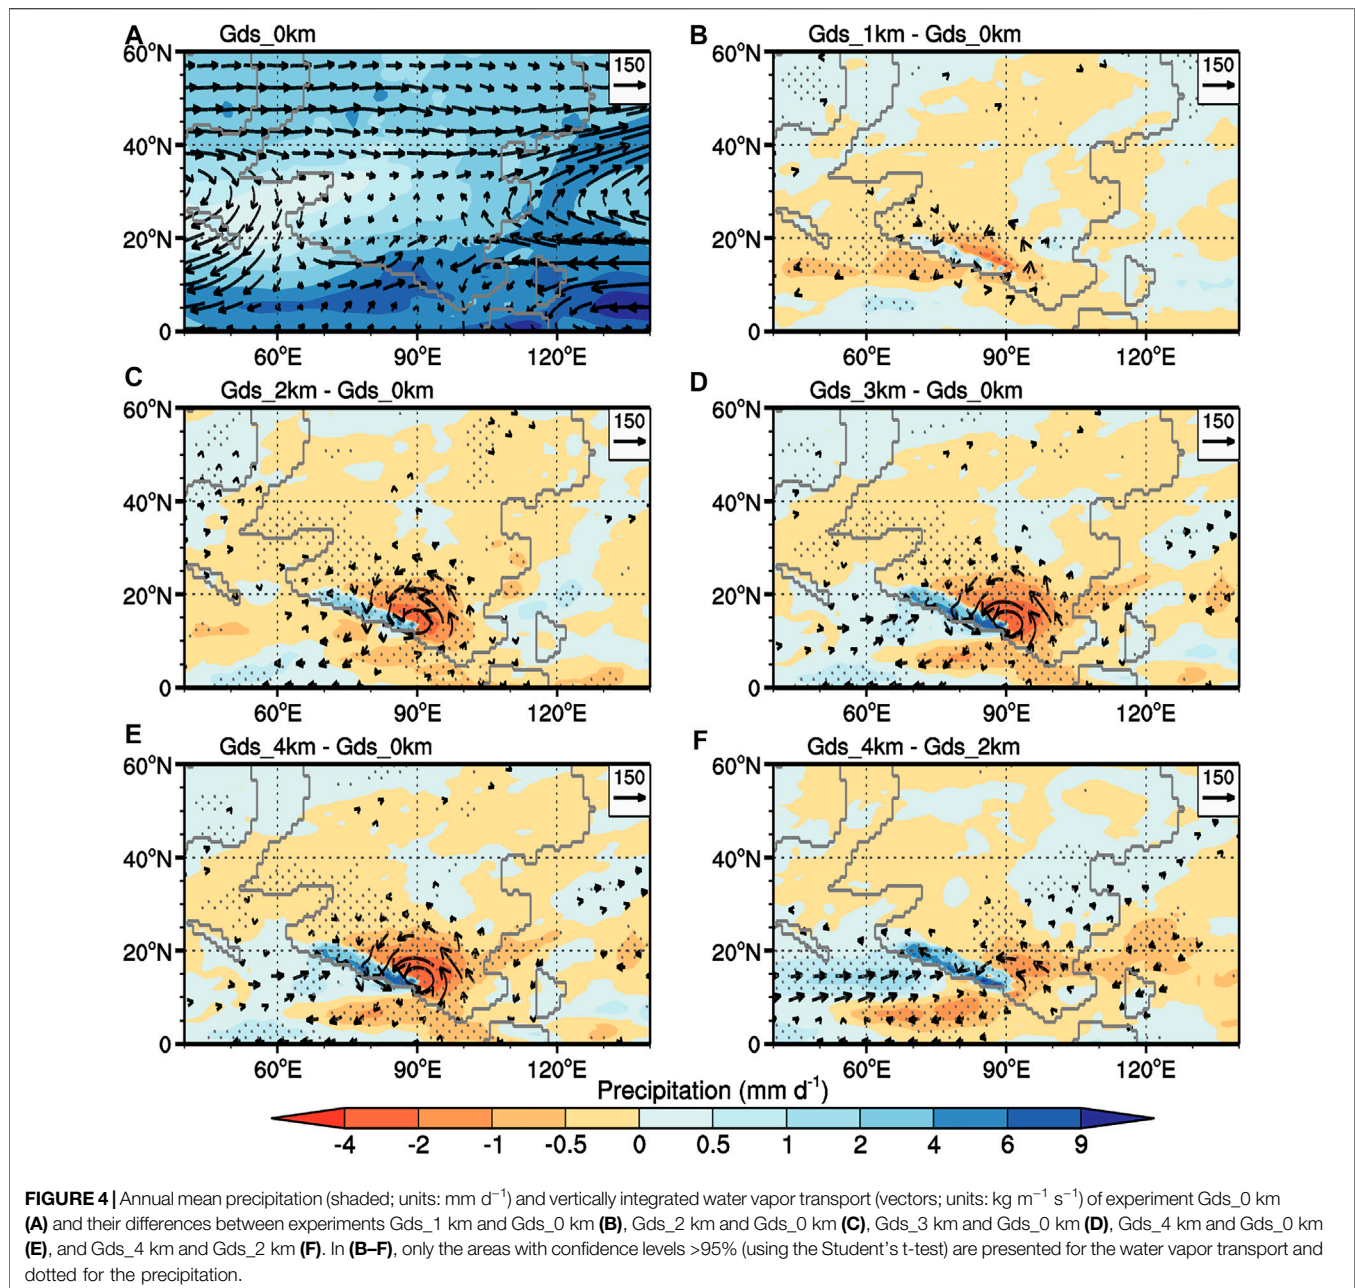 A Gds_0km
B Gds_1km - Gds_0km
60°N
40°N
20°N
0
60°E 90°E 120°E
150
60°N
40°N
20°N
0
60°E 90°E 120°E
150
C Gds_2km - Gds_0km
D Gds_3km - Gds_0km
60°N
40°N
20°N
0
60°E 90°E 120°E
150
60°N
40°N
20°N
0
60°E 90°E 120°E
150
E Gds_4km - Gds_0km
F Gds_4km - Gds_2km
60°N
40°N
20°N
0
60°E 90°E 120°E
150
60°N
40°N
20°N
0
60°E 90°E 120°E
150
Precipitation (mm d⁻¹)
-4 -2 -1 -0.5 0 0.5 1 2 4 6 9
FIGURE 4 | Annual mean precipitation (shaded; units: mm d⁻¹) and vertically integrated water vapor transport (vectors; units: kg m⁻¹ s⁻¹) of experiment Gds_0 km
(A) and their differences between experiments Gds_1 km and Gds_0 km (B), Gds_2 km and Gds_0 km (C), Gds_3 km and Gds_0 km (D), Gds_4 km and Gds_0 km
(E), and Gds_4 km and Gds_2 km (F). In (B–F), only the areas with confidence levels >95% (using the Student’s t-test) are presented for the water vapor transport and
dotted for the precipitation.